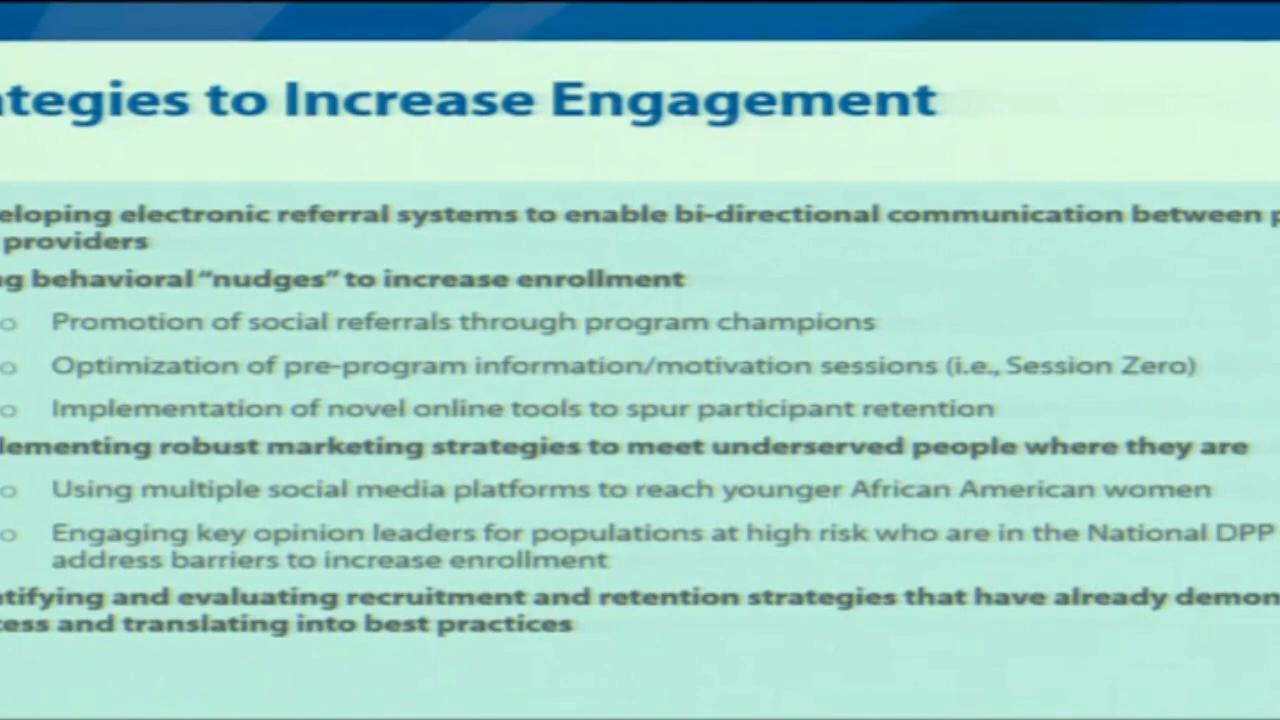 ategies to Increase Engagement
eloping electronic referral systems to enable bi-directional communication between p
providers
ng behavioral “nudges” to increase enrollment
o Promotion of social referrals through program champions
o Optimization of pre-program information/motivation sessions (i.e., Session Zero)
o Implementation of novel online tools to spur participant retention
lementing robust marketing strategies to meet underserved people where they are
o Using multiple social media platforms to reach younger African American women
o Engaging key opinion leaders for populations at high risk who are in the National DPP
address barriers to increase enrollment
ntifying and evaluating recruitment and retention strategies that have already demon
cess and translating into best practices